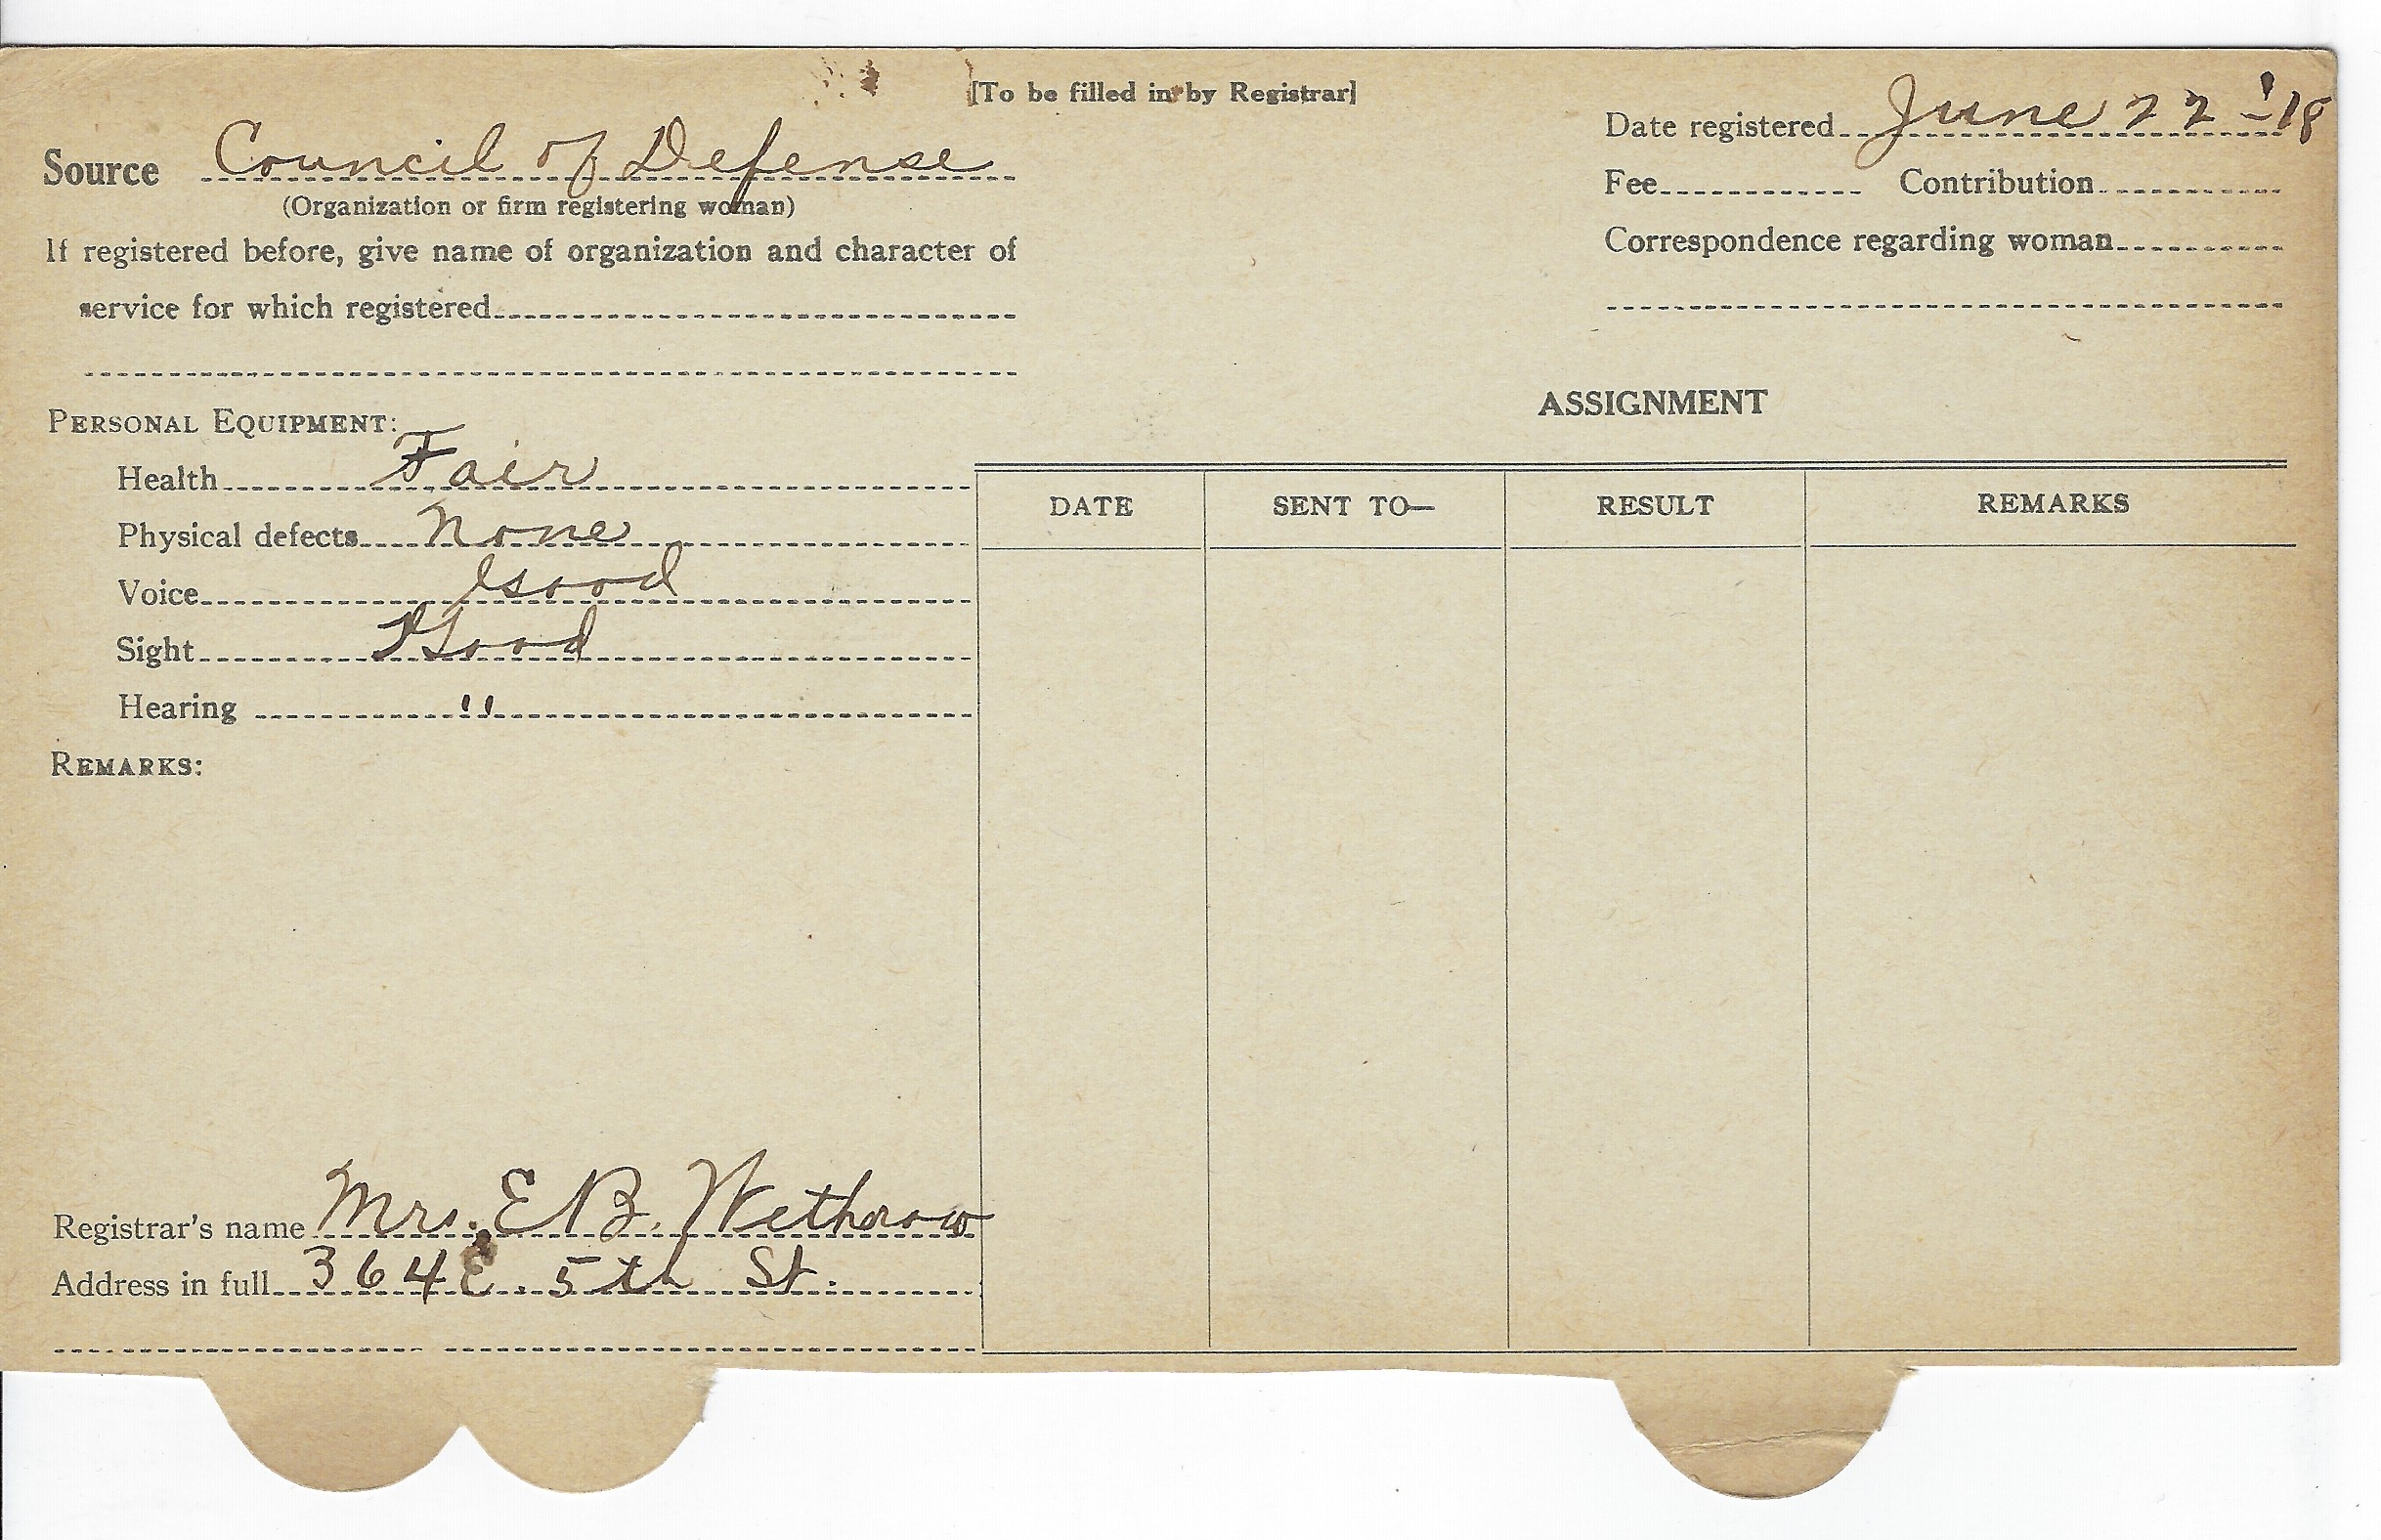 [To be filled in by Registrar]
Source Council of Defense
(Organization or firm registering woman)
If registered before, give name of organization and character of
service for which registered
Date registered June 22 - '18
Fee Contribution
Correspondence regarding woman
PERSONAL EQUIPMENT:
Health Fair
Physical defects None
Voice Good
Sight Good
Hearing "
REMARKS:
ASSIGNMENT
DATE SENT TO— RESULT REMARKS
Registrar's name Mrs. E B. Wetherow
Address in full 364 E. 5th St.